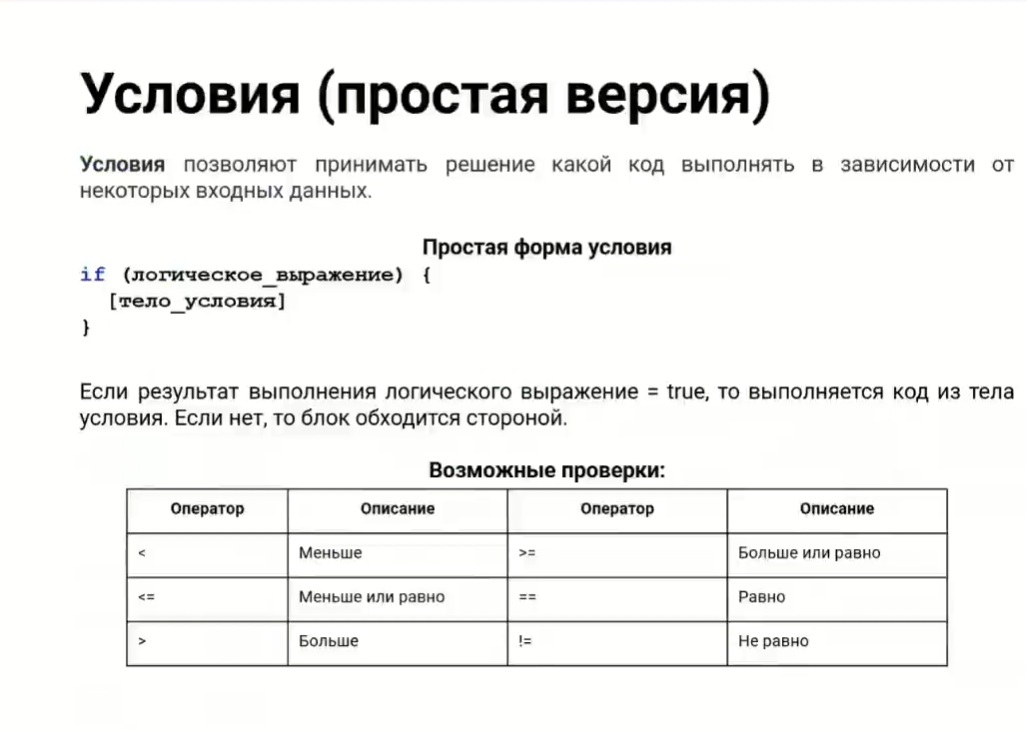 Условия (простая версия)
Условия позволяют принимать решение какой код выполнять в зависимости от
некоторых входных данных.
Простая форма условия
if (логическое_выражение) {
[тело_условия]
}
Если результат выполнения логического выражение = true, то выполняется код из тела
условия. Если нет, то блок обходится стороной.
Возможные проверки:
Оператор Описание Оператор Описание
< Меньше >= Больше или равно
<= Меньше или равно == Равно
> Больше != Не равно